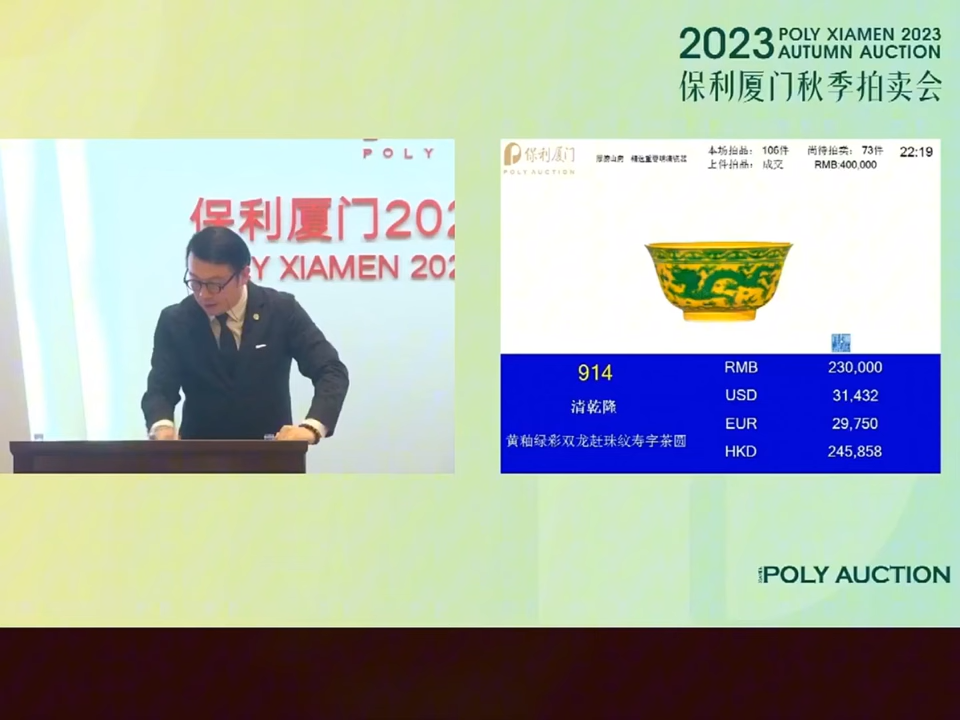 2023 POLY XIAMEN 2023
AUTUMN AUCTION
保利厦门秋季拍卖会
POLY
保利厦门202
Y XIAMEN 202
保利厦门
POLY AUCTION
本场拍品： 106件
尚待拍卖： 73件
22:19
上件拍品： 成交
RMB:400,000
914
清乾隆
黄釉绿彩双龙赶珠纹寿字茶圆
RMB 230,000
USD 31,432
EUR 29,750
HKD 245,858
POLY AUCTION